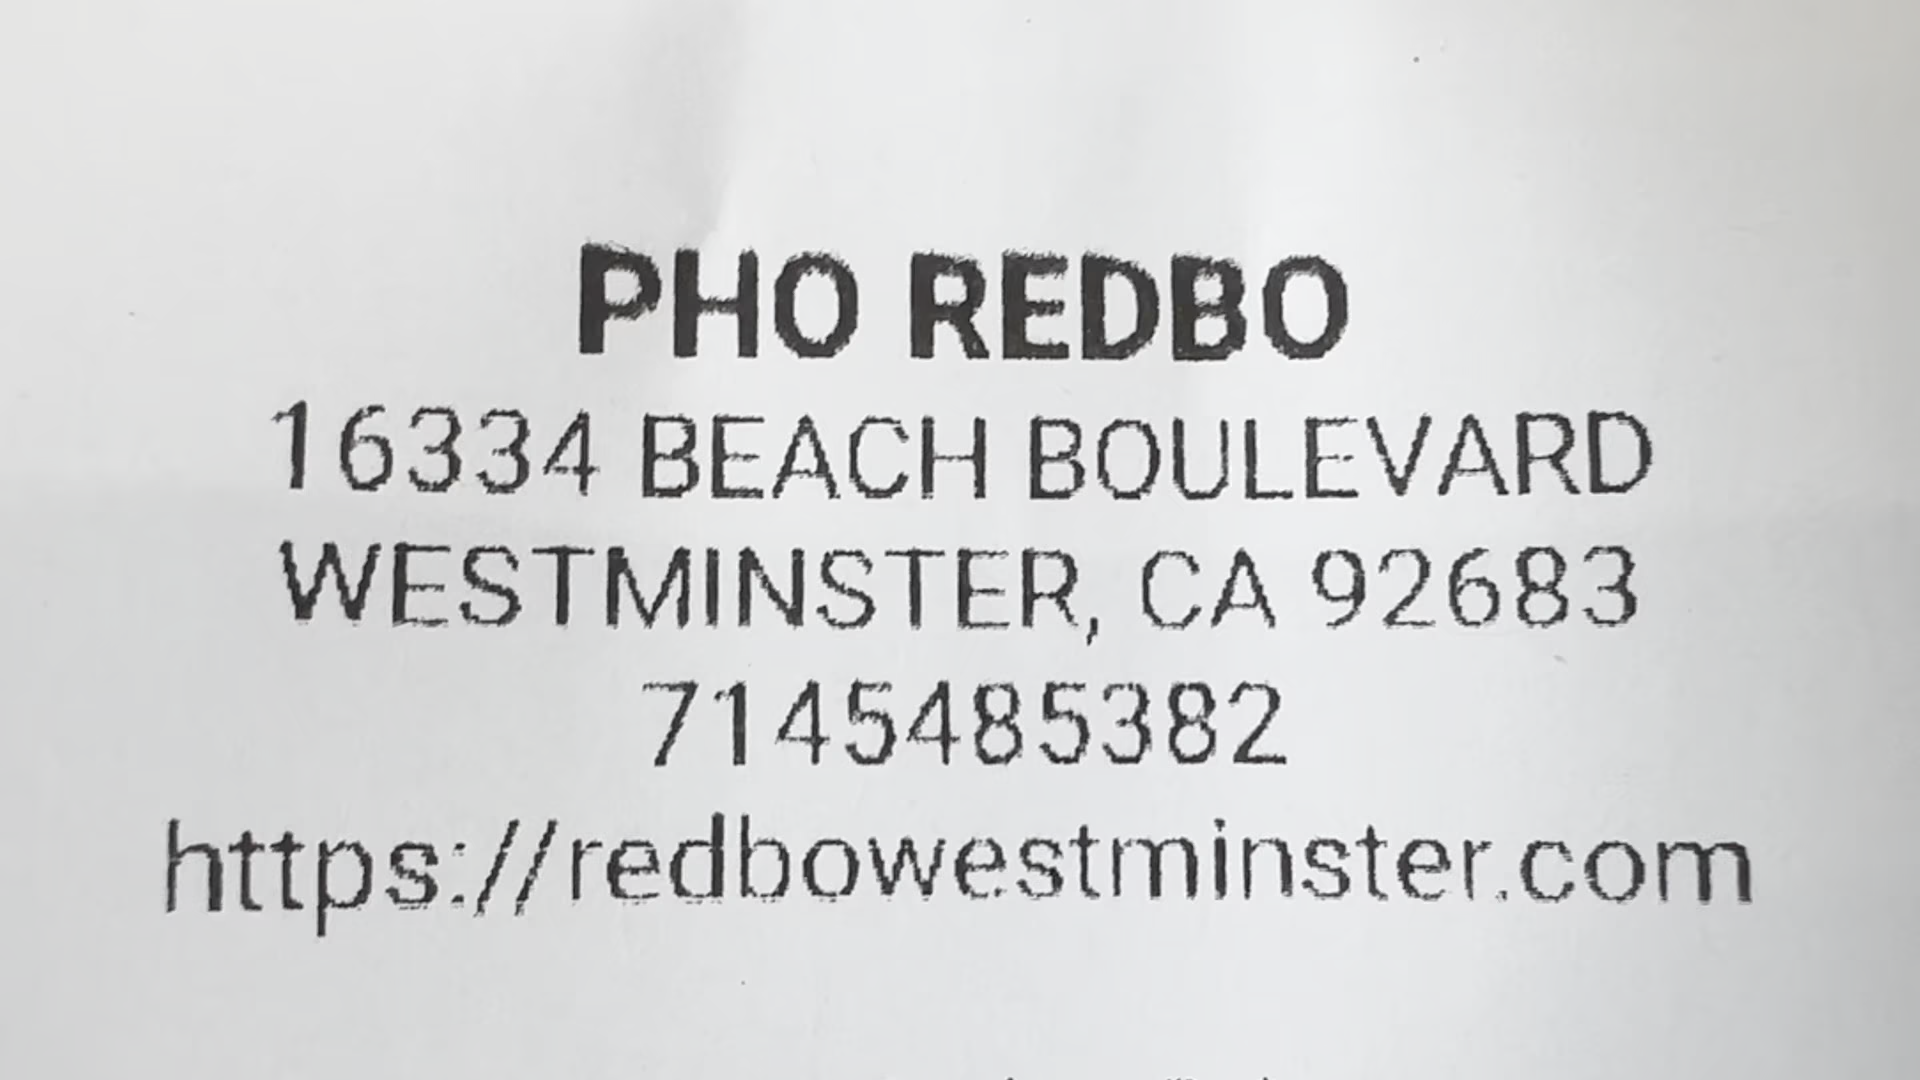 PHO REDBO
16334 BEACH BOULEVARD
WESTMINSTER, CA 92683
7145485382
https://redbowestminster.com